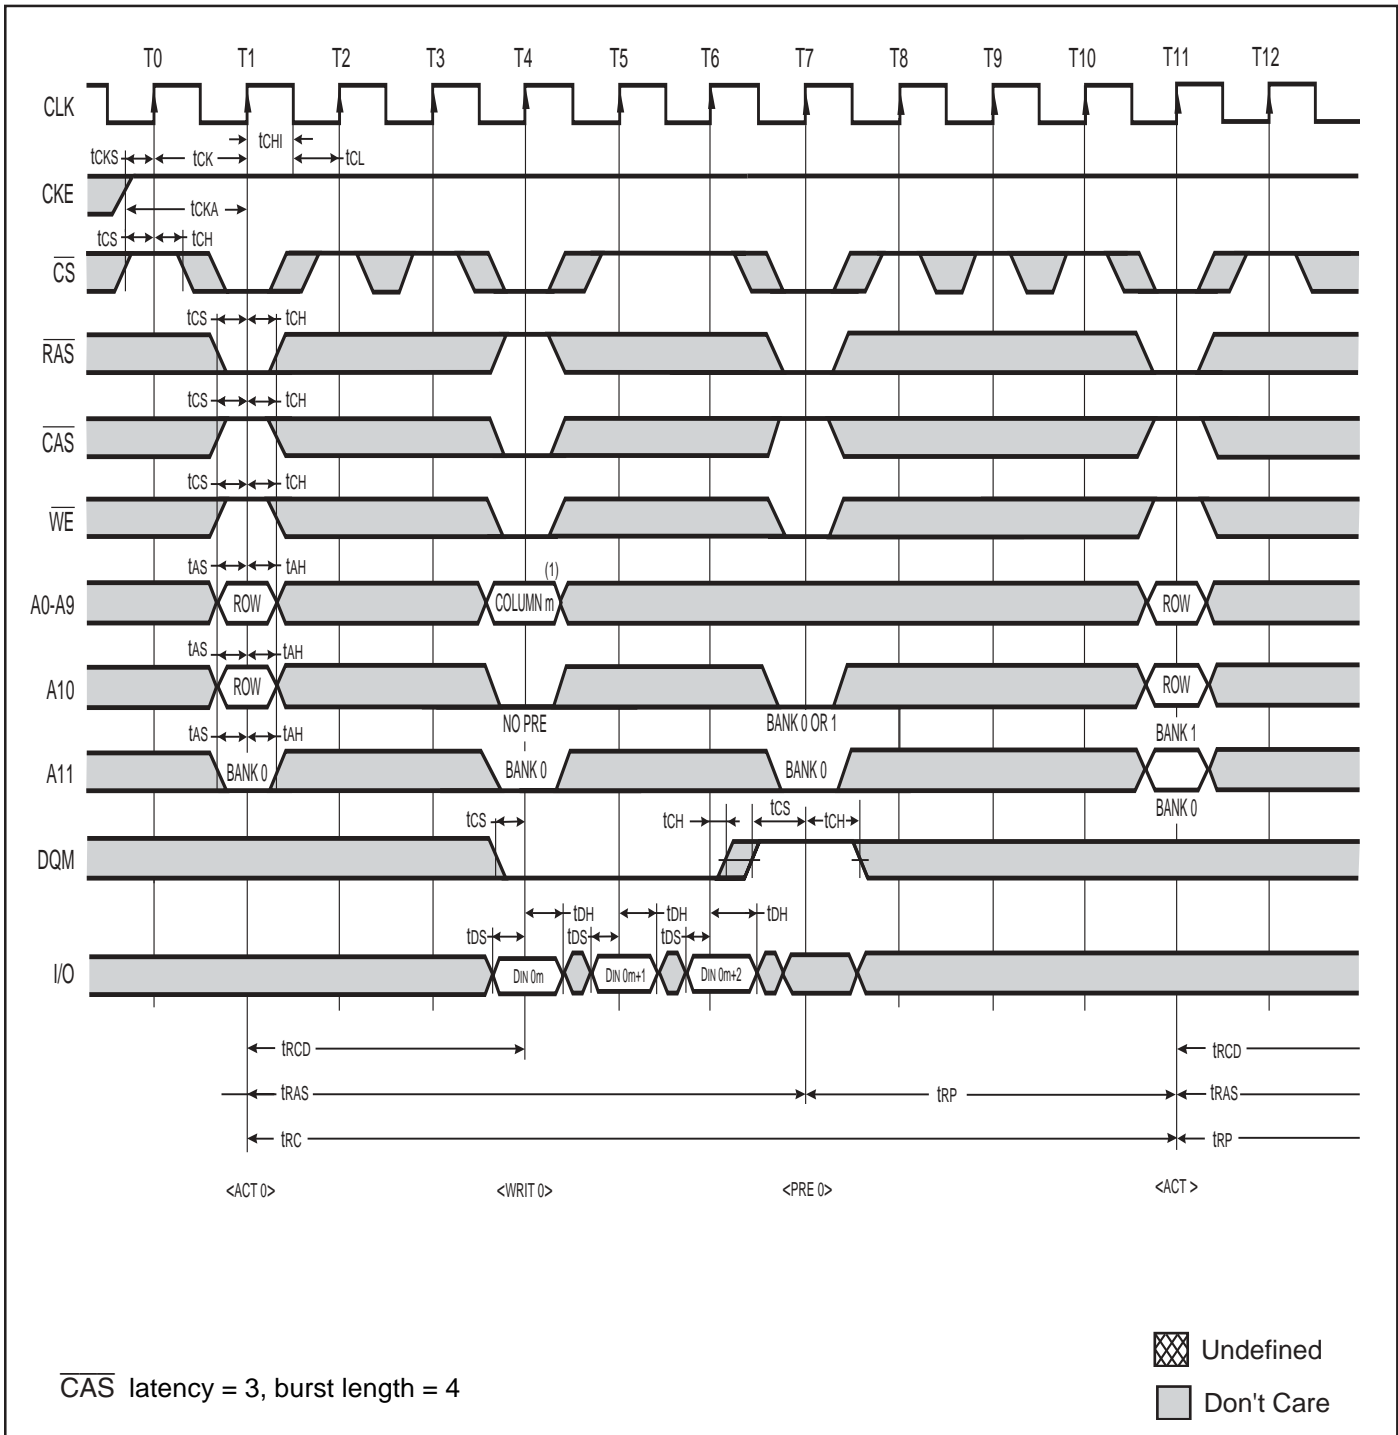 T0 T1 T2 T3 T4 T5 T6 T7 T8 T9 T10 T11 T12
CLK
tCHI
tCKS tCK tCL
CKE
tCKA
tCS tCH
CS
tCS tCH
RAS
tCS tCH
CAS
tCS tCH
WE
tAS tAH (1)
A0-A9 ROW COLUMN m ROW
tAS tAH
A10 ROW ROW
NO PRE BANK 0 OR 1 BANK 1
tAS tAH
A11 BANK 0 BANK 0 BANK 0
BANK 0
tCS tCH tCS tCH
DQM
tDH tDH tDH
tDS tDS tDS
I/O DIN 0m DIN 0m+1 DIN 0m+2
tRCD tRCD
tRAS tRP tRAS
tRC tRP
<ACT 0> <WRIT 0> <PRE 0> <ACT >
Undefined
CAS latency = 3, burst length = 4
Don't Care